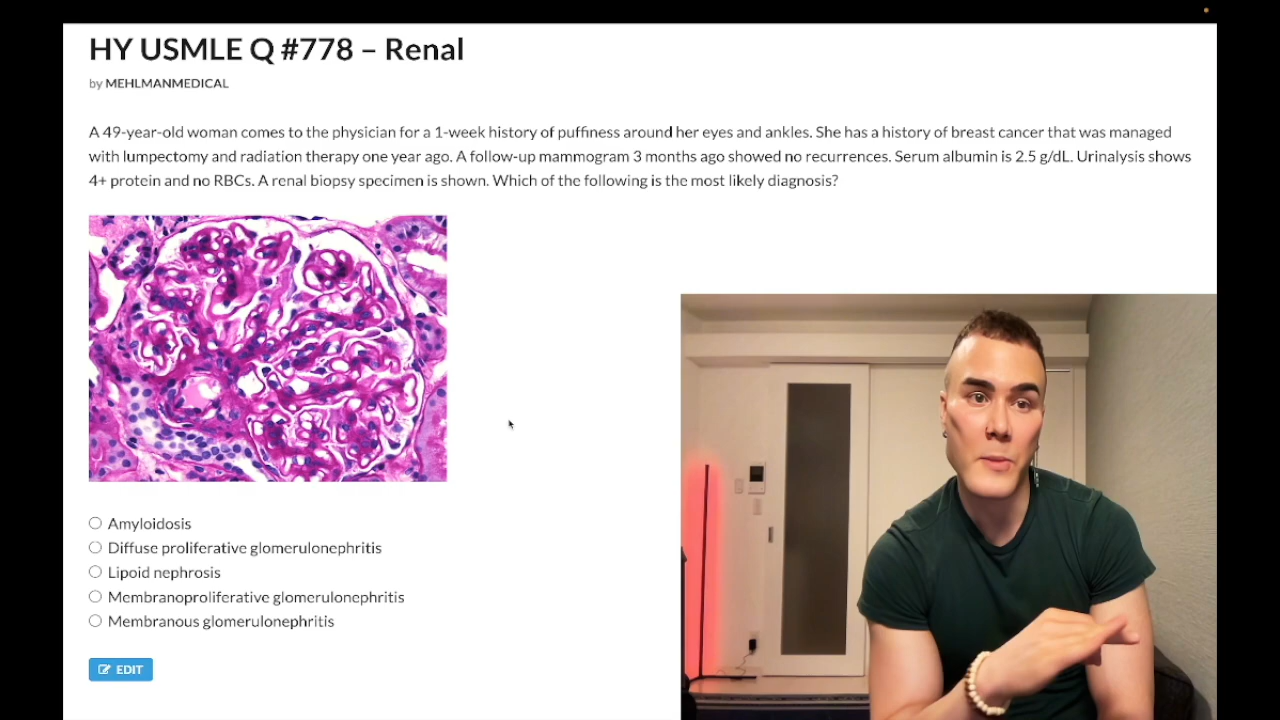 HY USMLE Q #778 – Renal
by MEHLMANMEDICAL
A 49-year-old woman comes to the physician for a 1-week history of puffiness around her eyes and ankles. She has a history of breast cancer that was managed
with lumpectomy and radiation therapy one year ago. A follow-up mammogram 3 months ago showed no recurrences. Serum albumin is 2.5 g/dL. Urinalysis shows
4+ protein and no RBCs. A renal biopsy specimen is shown. Which of the following is the most likely diagnosis?
Amyloidosis
Diffuse proliferative glomerulonephritis
Lipoid nephrosis
Membranoproliferative glomerulonephritis
Membranous glomerulonephritis
EDIT